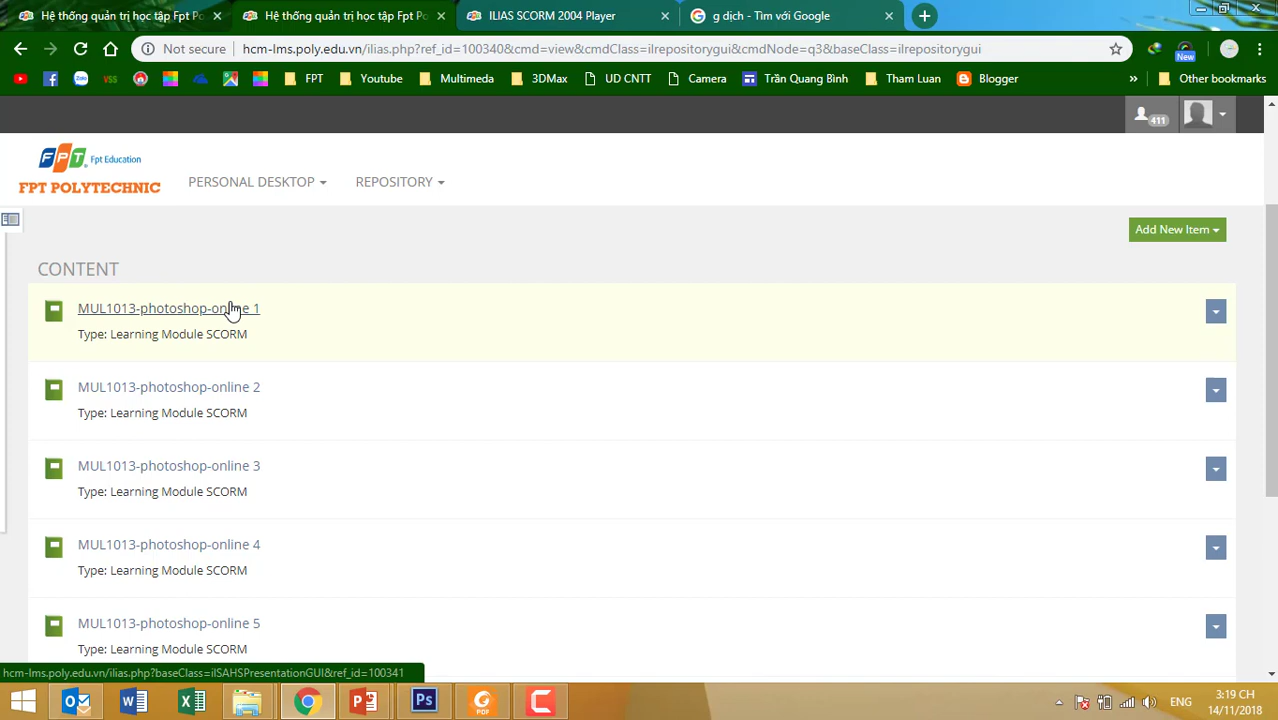 Hệ thống quản trị học tập Fpt Po
Hệ thống quản trị học tập Fpt Po
ILIAS SCORM 2004 Player
g dịch - Tìm với Google
Not secure
hcm-lms.poly.edu.vn/ilias.php?ref_id=100340&cmd=view&cmdClass=ilrepositorygui&cmdNode=q3&baseClass=ilrepositorygui
New
Zalo
VSS
FPT
Youtube
Multimeda
3DMax
UD CNTT
Camera
Trần Quang Bình
Tham Luan
Blogger
»
Other bookmarks
411
FPT Fpt Education
FPT POLYTECHNIC
PERSONAL DESKTOP
REPOSITORY
Add New Item
CONTENT
MUL1013-photoshop-online 1
Type: Learning Module SCORM
MUL1013-photoshop-online 2
Type: Learning Module SCORM
MUL1013-photoshop-online 3
Type: Learning Module SCORM
MUL1013-photoshop-online 4
Type: Learning Module SCORM
MUL1013-photoshop-online 5
Type: Learning Module SCORM
hcm-lms.poly.edu.vn/ilias.php?baseClass=ilSAHSPresentationGUI&ref_id=100341
Ps
PDF
ENG
3:19 CH
14/11/2018